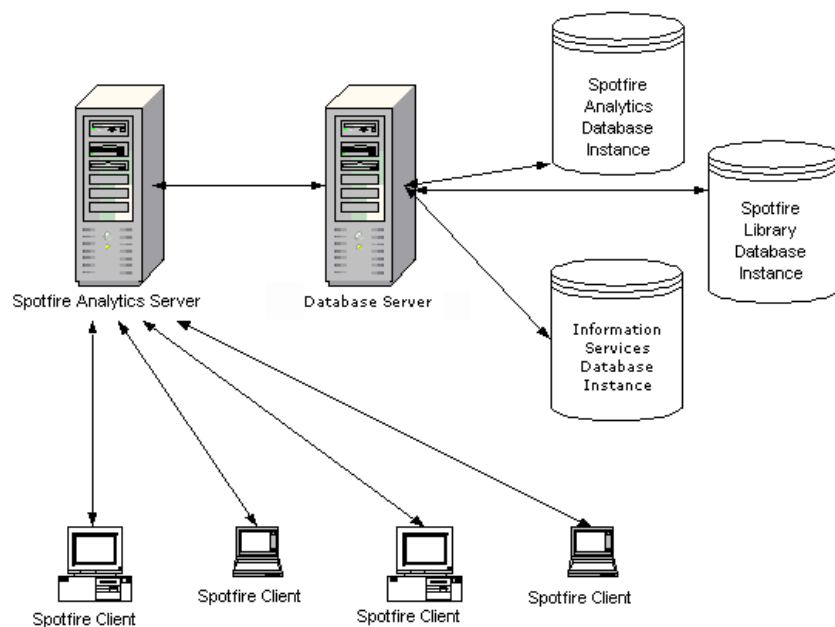 Spotfire
Analytics
Database
Instance
Spotfire
Library
Database
Instance
Spotfire Analytics Server
Database Server
Information
Services
Database
Instance
Spotfire Client
Spotfire Client
Spotfire Client
Spotfire Client